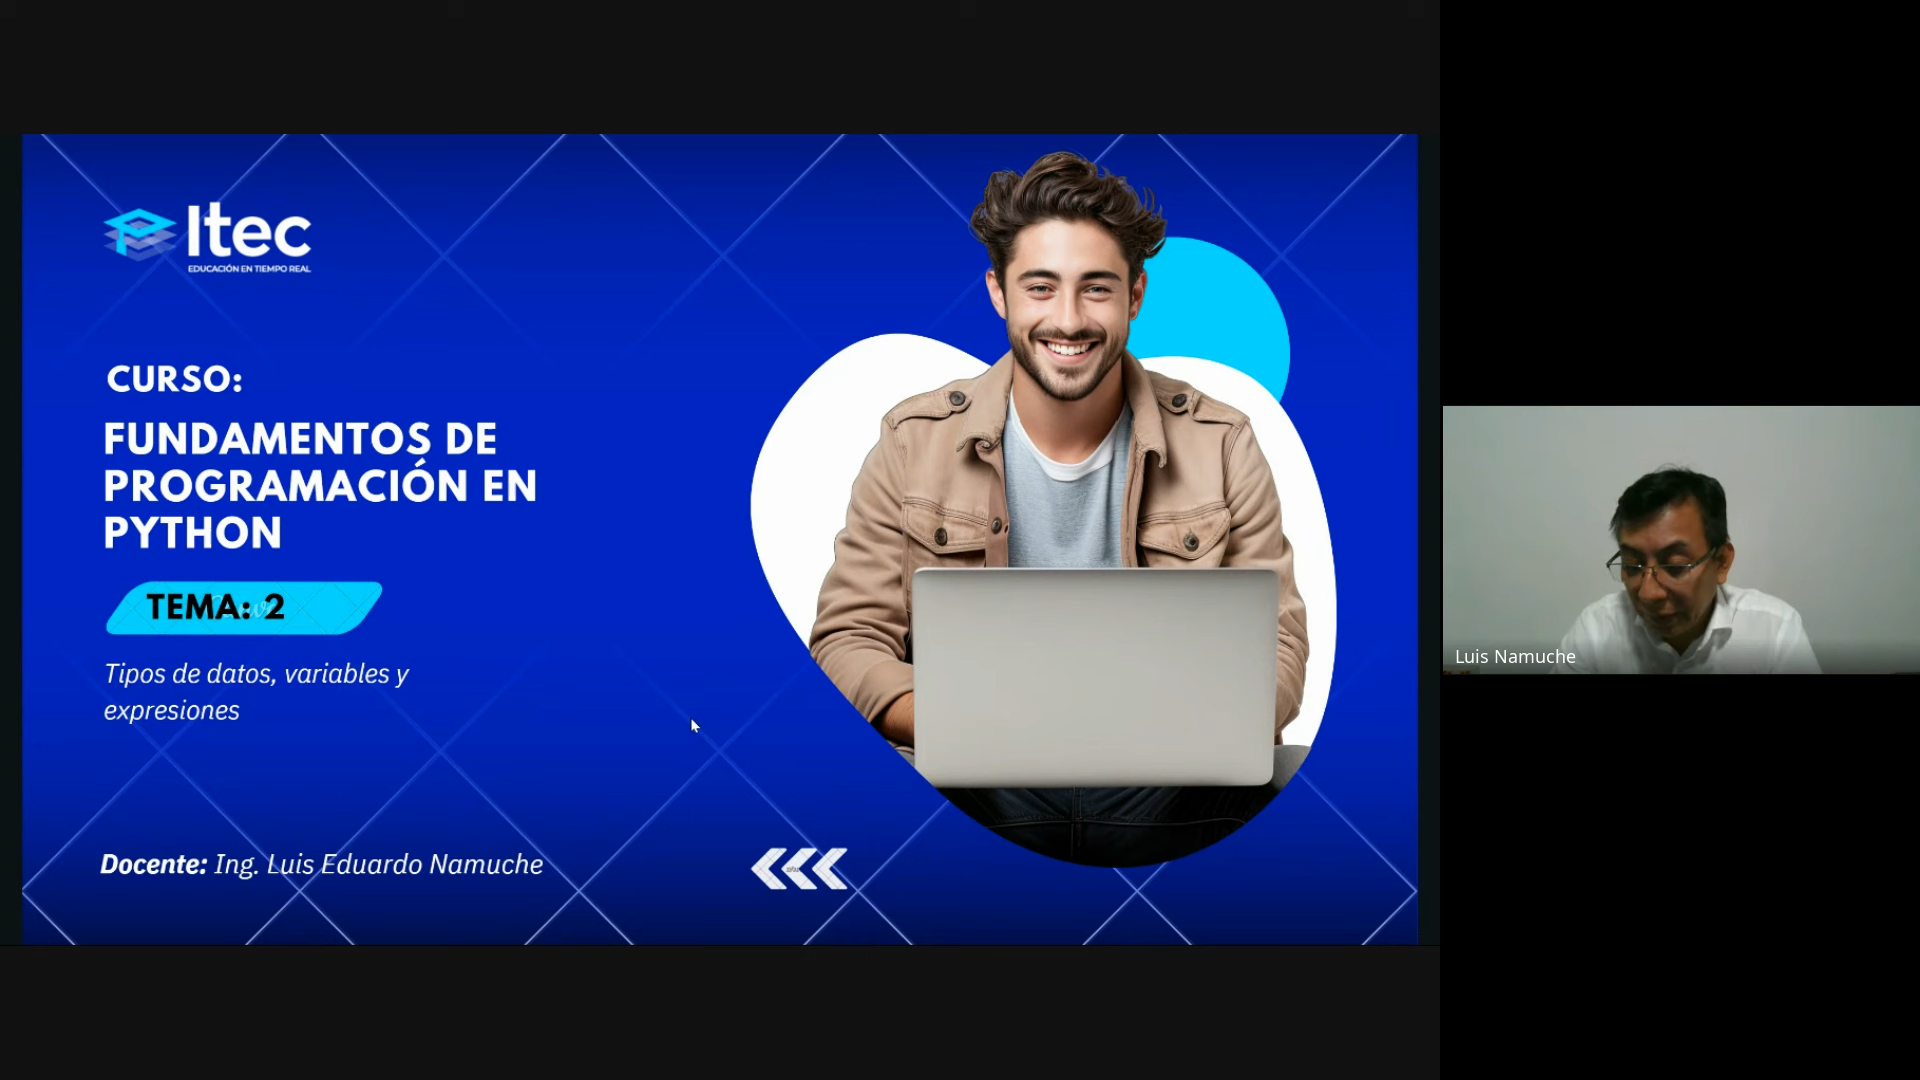 Itec
EDUCACIÓN EN TIEMPO REAL
CURSO:
FUNDAMENTOS DE
PROGRAMACIÓN EN
PYTHON
TEMA: 2
Tipos de datos, variables y
expresiones
Docente: Ing. Luis Eduardo Namuche
Luis Namuche